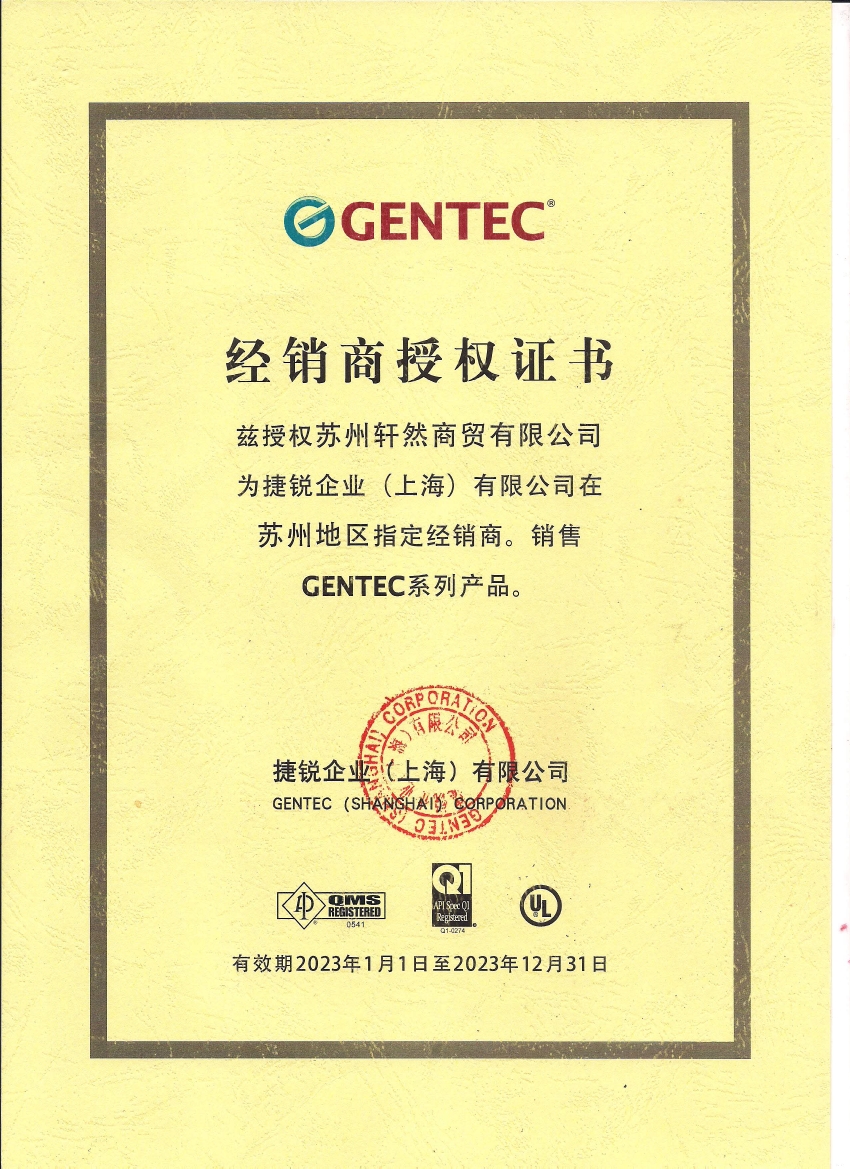 GENTEC®
经销商授权证书
兹授权苏州轩然商贸有限公司
为捷锐企业（上海）有限公司在
苏州地区指定经销商。销售
GENTEC系列产品。
GENTEC (SHANGHAI) CORPORATION
海）有限公司
捷锐企业（上海）有限公司
GENTEC (SHANGHAI) CORPORATION
API QMS
REGISTERED
®
0541
Q1
API Spec Q1
Registered
®
Q1-0274
UL
®
有效期2023年1月1日至2023年12月31日